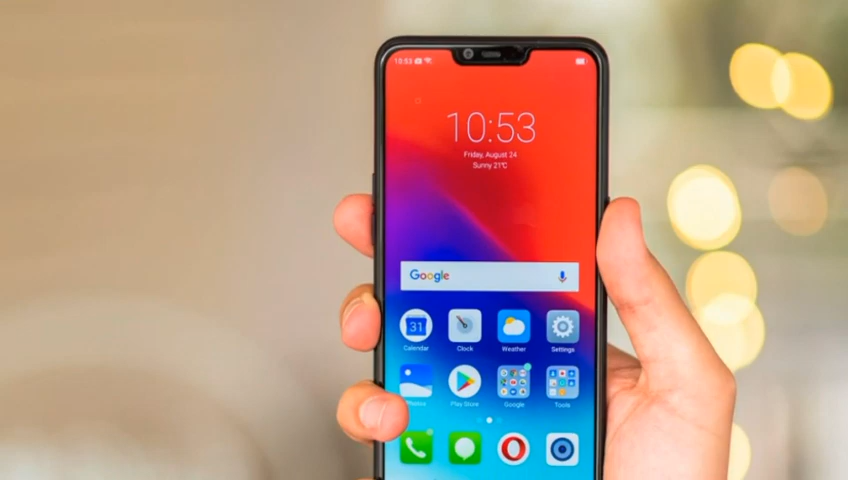 10:53
10:53
Friday, August 24
Sunny 21℃
Google
31
Calendar
Clock
Weather
Settings
Photos
Play Store
Google
Tools